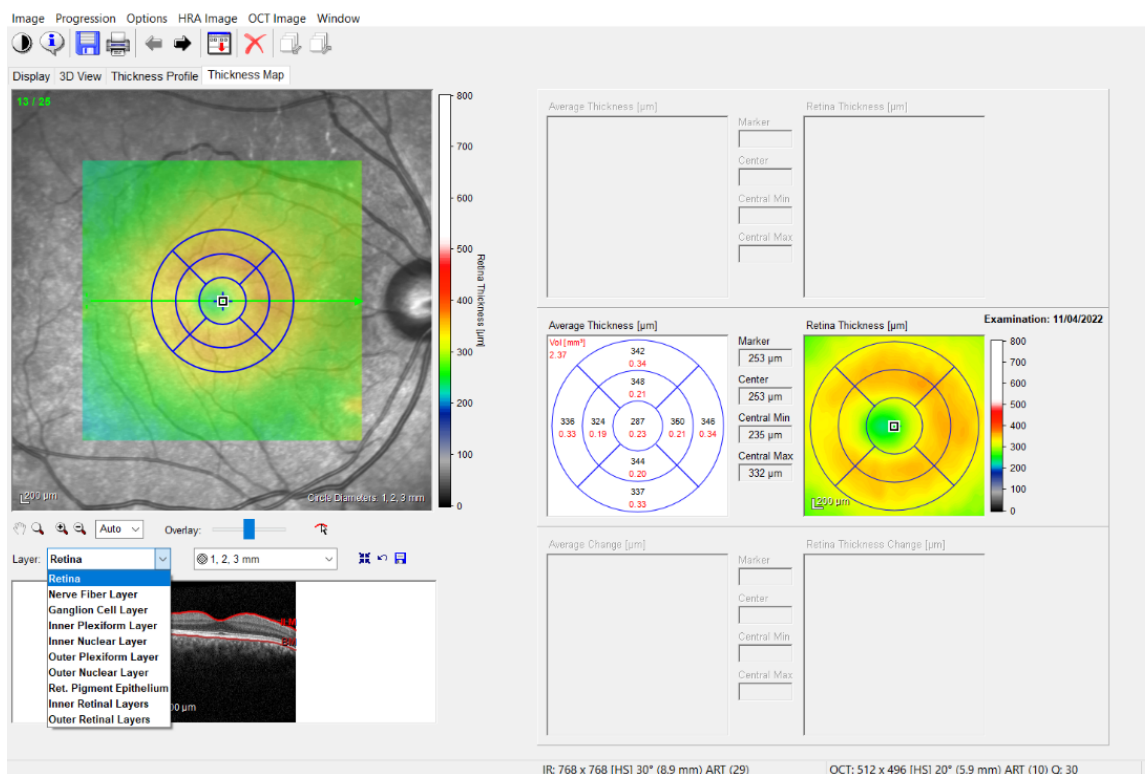 Image Progression Options HRA Image OCT Image Window
Display 3D View Thickness Profile Thickness Map
13 / 25
800
700
600
500
400
300
200
100
0
Retina Thickness [µm]
200 µm
Circle Diameters: 1, 2, 3 mm
Auto
Overlay:
Layer: Retina
1, 2, 3 mm
Retina
Nerve Fiber Layer
Ganglion Cell Layer
Inner Plexiform Layer
Inner Nuclear Layer
Outer Plexiform Layer
Outer Nuclear Layer
Ret. Pigment Epithelium
Inner Retinal Layers
Outer Retinal Layers
Average Thickness [µm]
Marker
Center
Central Min
Central Max
Retina Thickness [µm]
Examination: 11/04/2022
Average Thickness [µm]
Vol [mm³]
2.37
342
0.34
348
0.21
336 324 287 360 346
0.33 0.19 0.23 0.21 0.34
344
0.20
337
0.33
Marker
253 µm
Center
253 µm
Central Min
235 µm
Central Max
332 µm
Retina Thickness [µm]
200 µm
800
700
600
500
400
300
200
100
0
Average Change [µm]
Marker
Center
Central Min
Central Max
Retina Thickness Change [µm]
IR: 768 x 768 [HS] 30° (8.9 mm) ART (29)
OCT: 512 x 496 [HS] 20° (5.9 mm) ART (10) Q: 30